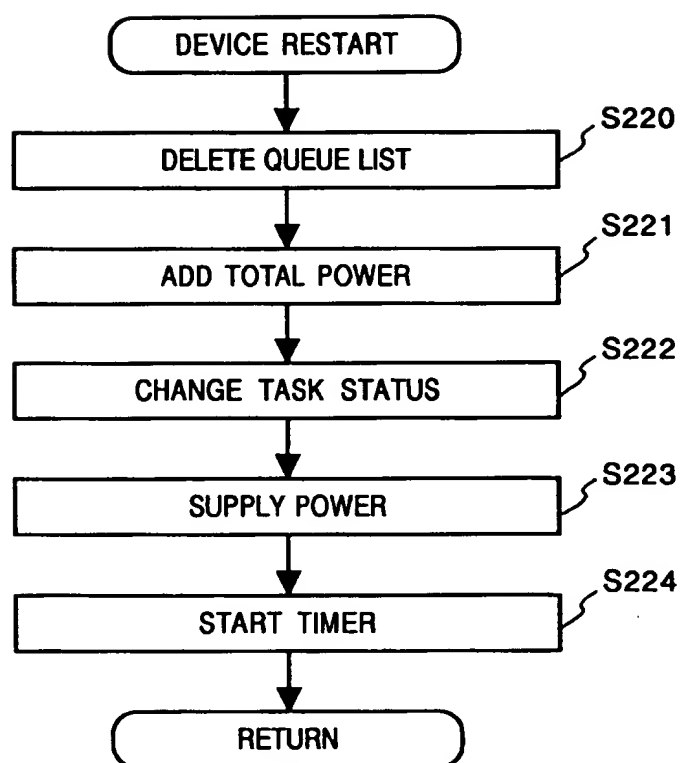 DEVICE RESTART
S220
DELETE QUEUE LIST
S221
ADD TOTAL POWER
S222
CHANGE TASK STATUS
S223
SUPPLY POWER
S224
START TIMER
RETURN